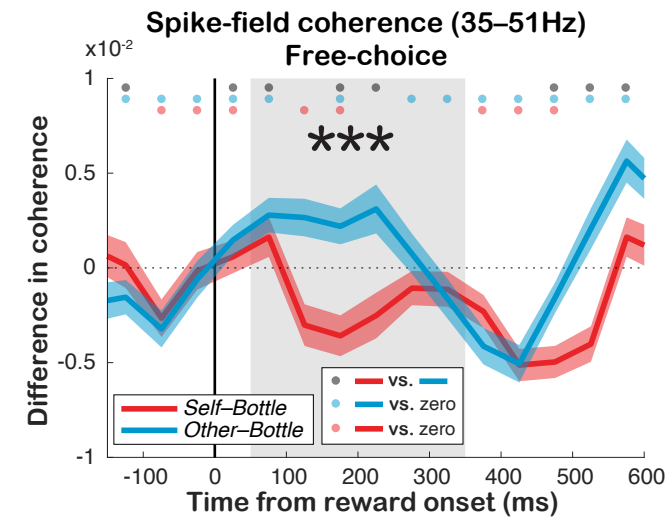 Spike-field coherence (35–51Hz)
Free-choice
x10-2
1
0.5
0
-0.5
-1
Difference in coherence
★★★
Self–Bottle
Other–Bottle
vs.
vs. zero
vs. zero
-100 0 100 200 300 400 500 600
Time from reward onset (ms)